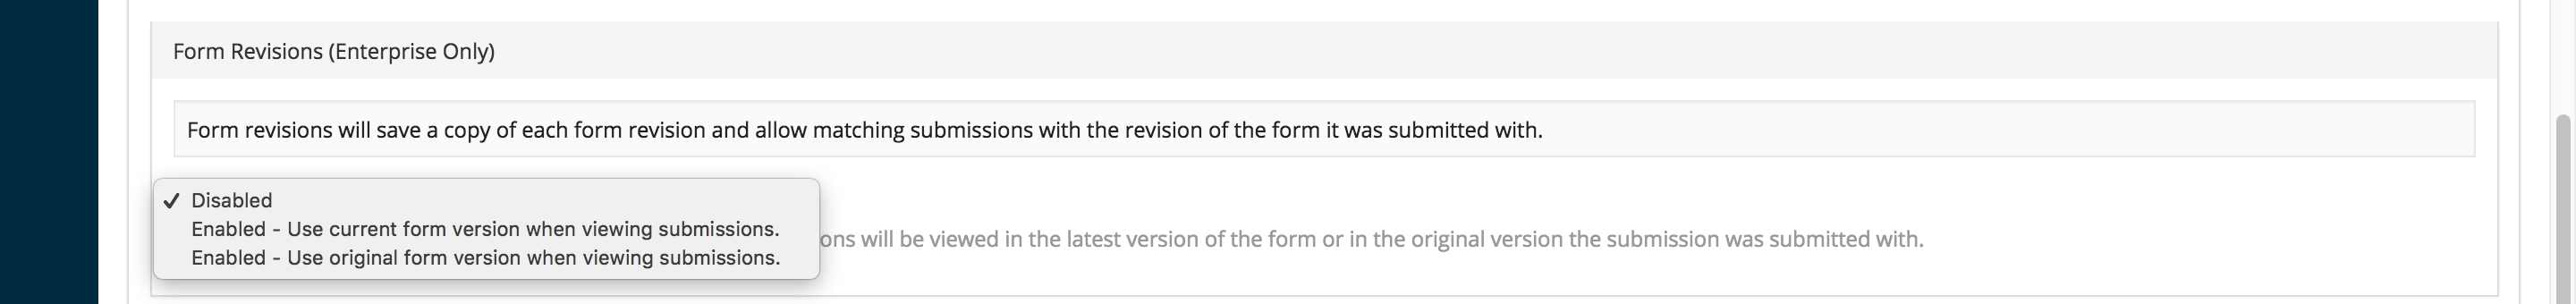 Form Revisions (Enterprise Only)
Form revisions will save a copy of each form revision and allow matching submissions with the revision of the form it was submitted with.
✓ Disabled
Enabled - Use current form version when viewing submissions.
ons will be viewed in the latest version of the form or in the original version the submission was submitted with.
Enabled - Use original form version when viewing submissions.